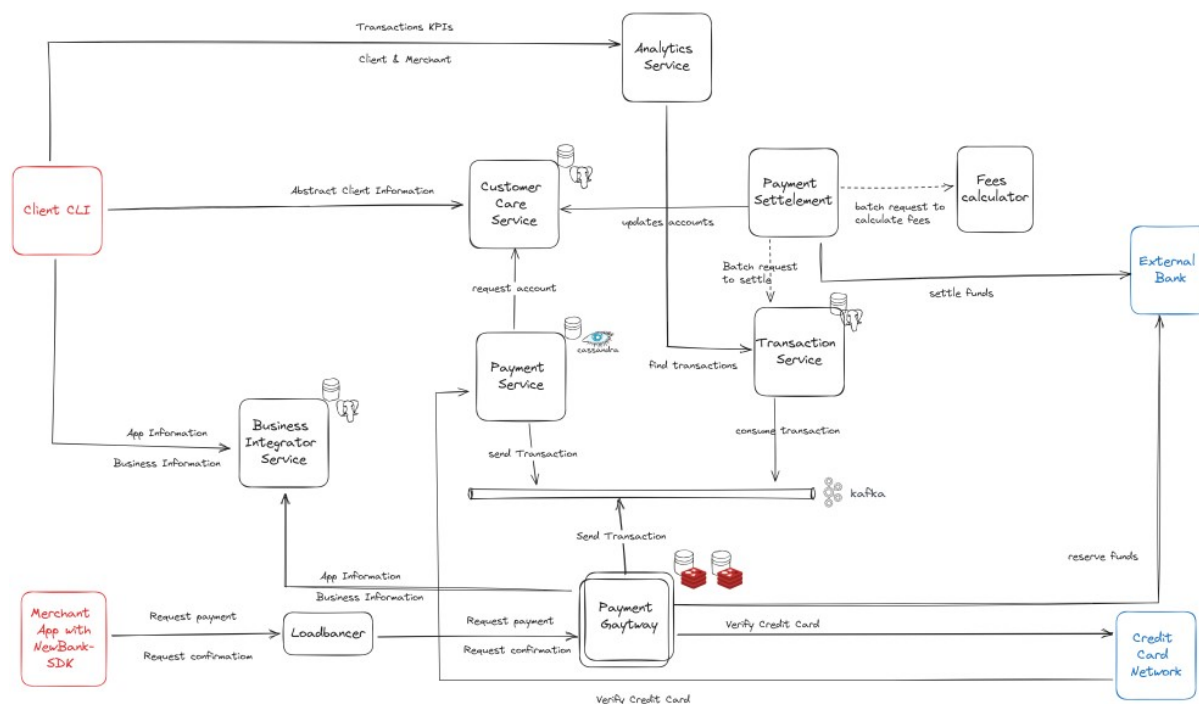 Transactions KPIs
Client & Merchant
Analytics
Service
Client CLI
Abstract Client Information
Customer
Care
Service
Payment
Settelement
batch request to
calculate fees
Fees
calculator
updates accounts
Batch request
to settle
settle funds
External
Bank
request account
Payment
Service
cassandra
find transactions
Transaction
Service
App Information
Business Information
Business
Integrator
Service
send Transaction
consume transaction
kafka
Send Transaction
reserve funds
App Information
Business Information
Merchant
App with
NewBank-
SDK
Request payment
Request confirmation
Loadbancer
Request payment
Request confirmation
Payment
Gaytway
Verify Credit Card
Credit
Card
Network
Verify Credit Card